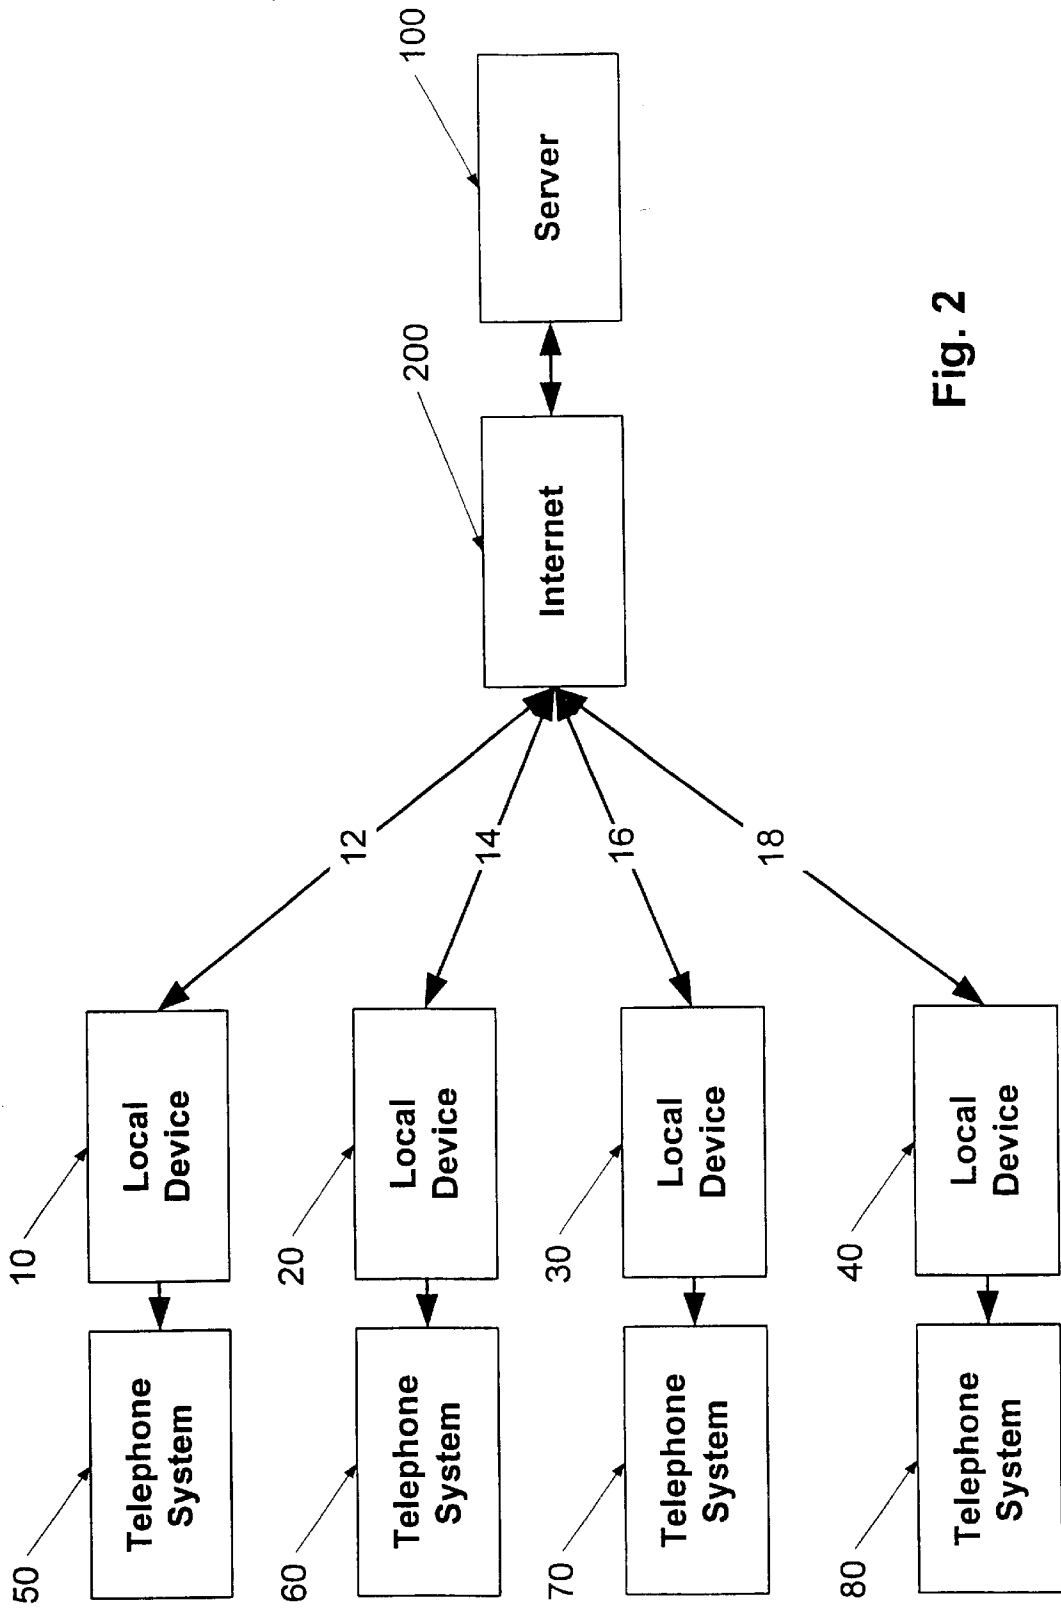 50
Telephone
System
10
Local
Device
12
60
Telephone
System
20
Local
Device
14
200
Internet
100
Server
70
Telephone
System
30
Local
Device
16
80
Telephone
System
40
Local
Device
18
Fig. 2